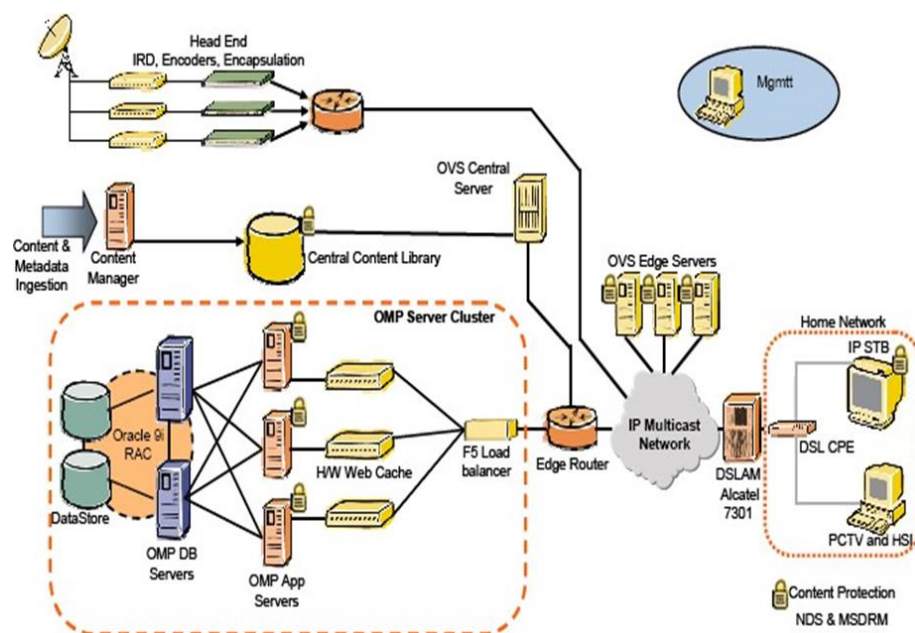 Head End
IRD, Encoders, Encapsulation
Mgmtt
OVS Central
Server
Content &
Metadata
Ingestion
Content
Manager
Central Content Library
OVS Edge Servers
OMP Server Cluster
Home Network
IP STB
Oracle 9i
RAC
H/W Web Cache
F5 Load
balancer
Edge Router
IP Multicast
Network
DSL CPE
DSLAM
Alcatel
7301
DataStore
OMP DB
Servers
OMP App
Servers
PCTV and HSI
Content Protection
NDS & MSDRM